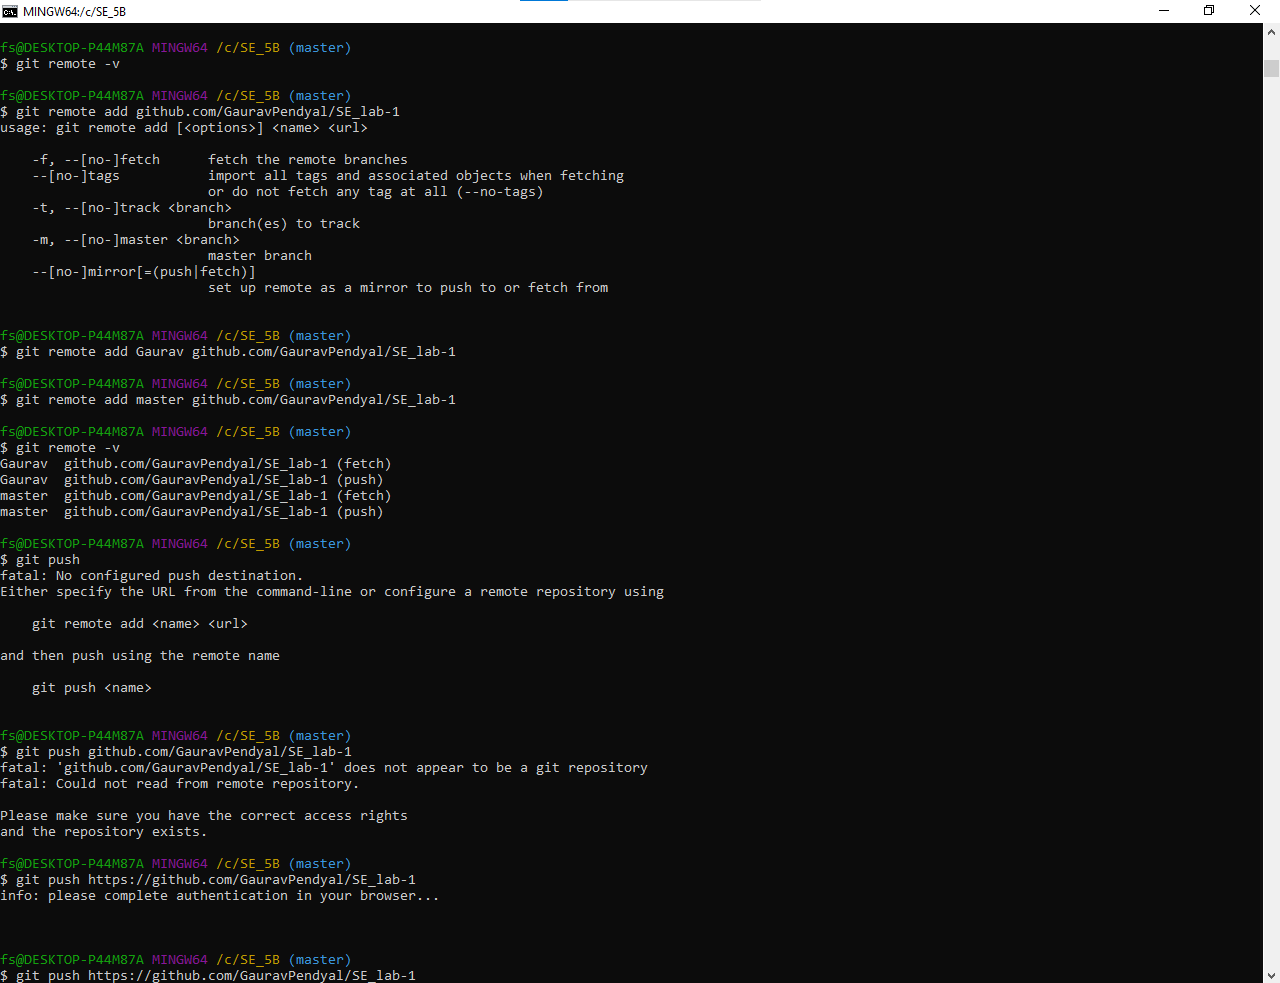 MINGW64:/c/SE_5B
fs@DESKTOP-P44M87A MINGW64 /c/SE_5B (master)
$ git remote -v
fs@DESKTOP-P44M87A MINGW64 /c/SE_5B (master)
$ git remote add github.com/GauravPendyal/SE_lab-1
usage: git remote add [<options>] <name> <url>
-f, --[no-]fetch fetch the remote branches
--[no-]tags import all tags and associated objects when fetching
or do not fetch any tag at all (--no-tags)
-t, --[no-]track <branch>
branch(es) to track
-m, --[no-]master <branch>
master branch
--[no-]mirror[=(push|fetch)]
set up remote as a mirror to push to or fetch from
fs@DESKTOP-P44M87A MINGW64 /c/SE_5B (master)
$ git remote add Gaurav github.com/GauravPendyal/SE_lab-1
fs@DESKTOP-P44M87A MINGW64 /c/SE_5B (master)
$ git remote add master github.com/GauravPendyal/SE_lab-1
fs@DESKTOP-P44M87A MINGW64 /c/SE_5B (master)
$ git remote -v
Gaurav github.com/GauravPendyal/SE_lab-1 (fetch)
Gaurav github.com/GauravPendyal/SE_lab-1 (push)
master github.com/GauravPendyal/SE_lab-1 (fetch)
master github.com/GauravPendyal/SE_lab-1 (push)
fs@DESKTOP-P44M87A MINGW64 /c/SE_5B (master)
$ git push
fatal: No configured push destination.
Either specify the URL from the command-line or configure a remote repository using
git remote add <name> <url>
and then push using the remote name
git push <name>
fs@DESKTOP-P44M87A MINGW64 /c/SE_5B (master)
$ git push github.com/GauravPendyal/SE_lab-1
fatal: 'github.com/GauravPendyal/SE_lab-1' does not appear to be a git repository
fatal: Could not read from remote repository.
Please make sure you have the correct access rights
and the repository exists.
fs@DESKTOP-P44M87A MINGW64 /c/SE_5B (master)
$ git push https://github.com/GauravPendyal/SE_lab-1
info: please complete authentication in your browser...
fs@DESKTOP-P44M87A MINGW64 /c/SE_5B (master)
$ git push https://github.com/GauravPendyal/SE_lab-1